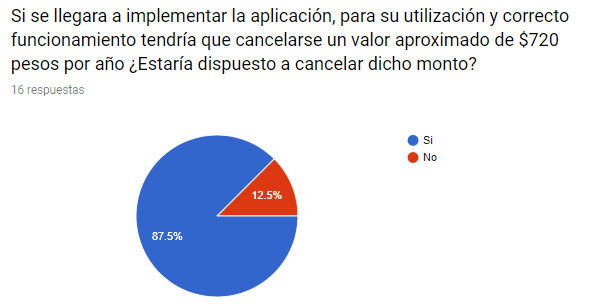 Si se llegara a implementar la aplicación, para su utilización y correcto
funcionamiento tendría que cancelarse un valor aproximado de $720
pesos por año ¿Estaría dispuesto a cancelar dicho monto?
16 respuestas
Si
No
12.5%
87.5%